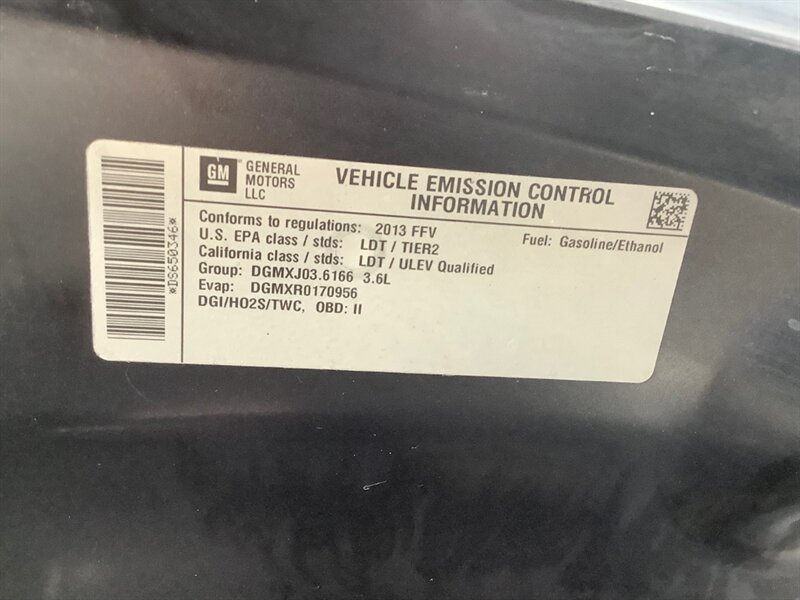 GM GENERAL MOTORS LLC
VEHICLE EMISSION CONTROL
INFORMATION
Conforms to regulations: 2013 FFV
Fuel: Gasoline/Ethanol
U.S. EPA class / stds: LDT / TIER2
California class / stds: LDT / ULEV Qualified
Group: DGMXJ03.6166 3.6L
Evap: DGMXR0170956
DGI/HO2S/TWC, OBD: II
*DS650346*